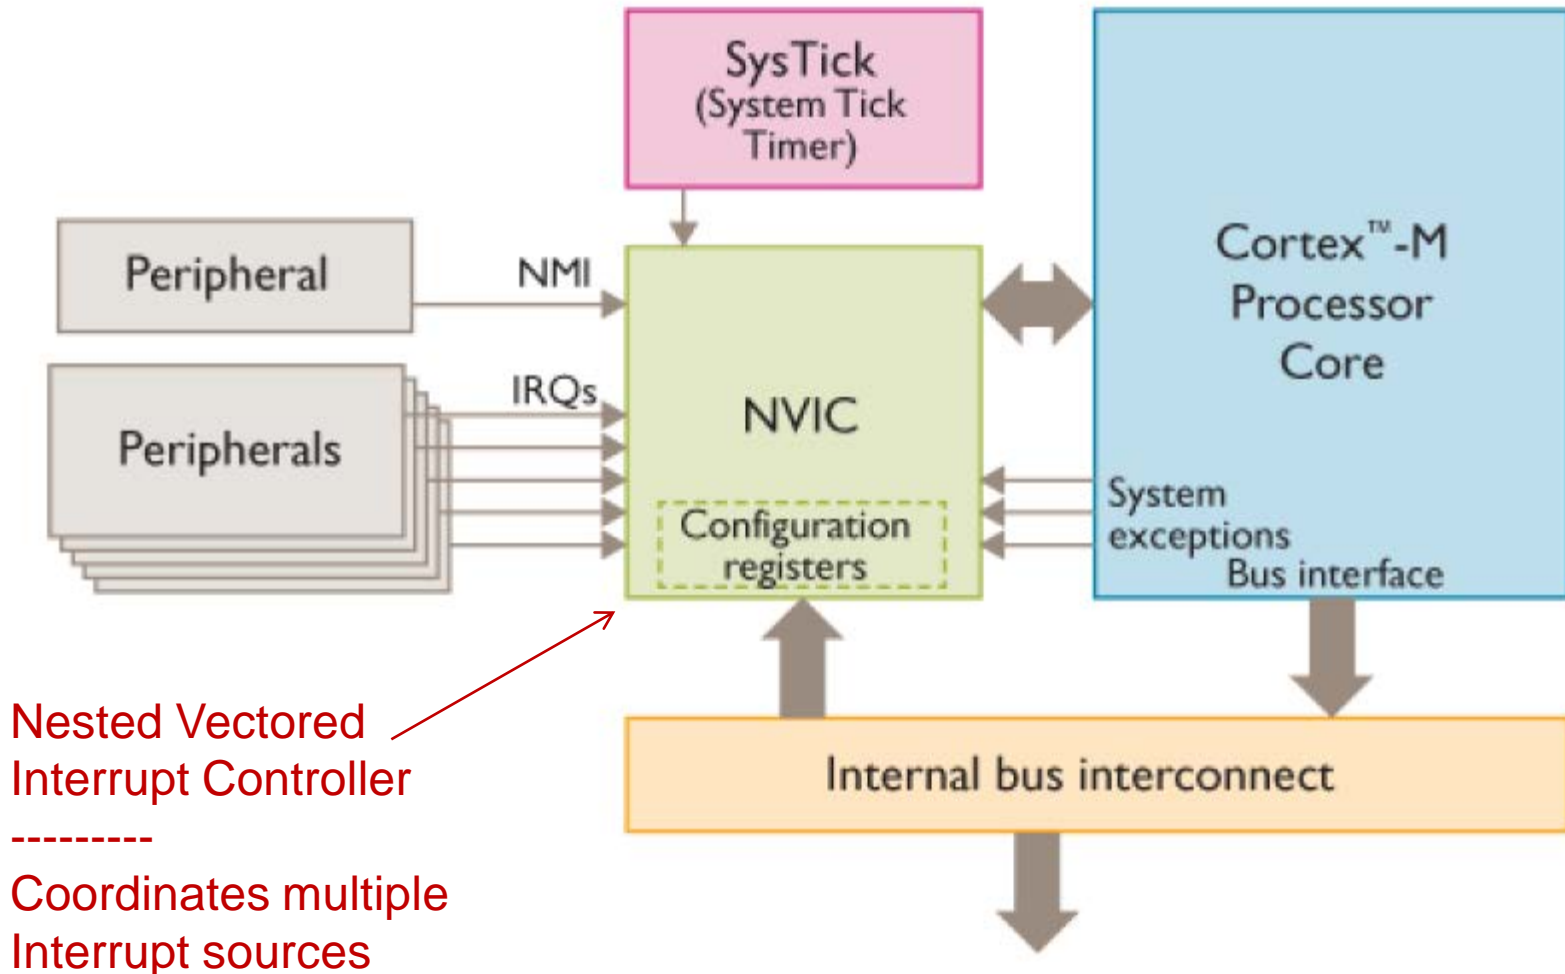 SysTick
(System Tick
Timer)
Peripheral
NMI
Cortex™-M
Processor
Core
IRQs
Peripherals
NVIC
System
exceptions
Configuration
registers
Bus interface
Nested Vectored
Interrupt Controller
---------
Coordinates multiple
Interrupt sources
Internal bus interconnect